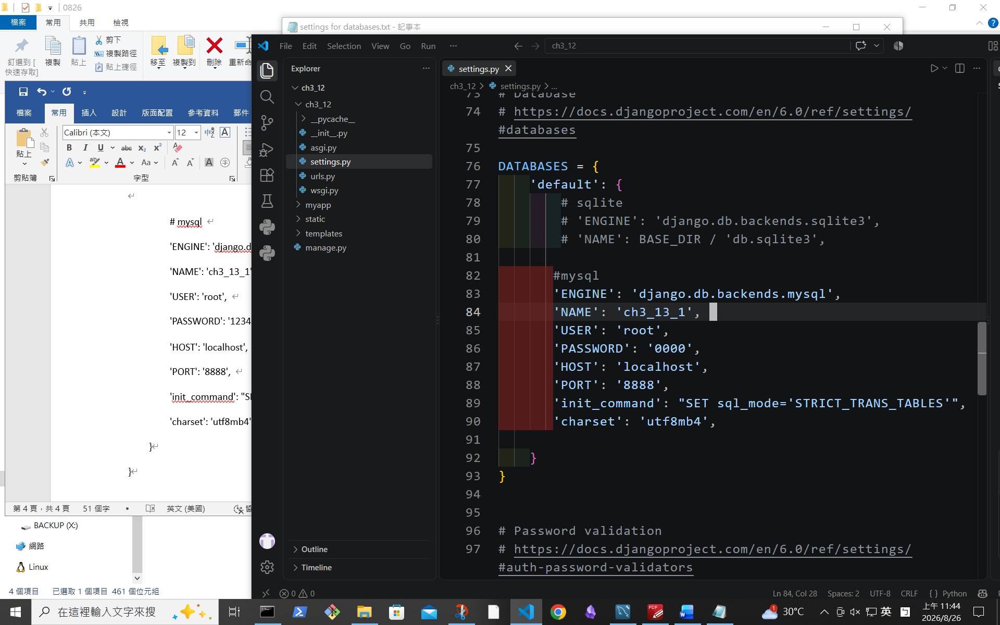 0826
檔案 常用 共用 檢視
settings for databases.txt - 記事本
釘選到 [
快速存取]
複製
貼上
剪下
複製路徑
貼上捷徑
移至
複製到
刪除
重新命
檔案 常用 插入 設計 版面配置 參考資料 郵件
Calibri (本文) 12
貼上
剪貼簿
字型
# mysql
'ENGINE': 'django.d
'NAME': 'ch3_13_1'
'USER': 'root',
'PASSWORD': '1234
'HOST': 'localhost',
'PORT': '8888',
'init_command': "SI
'charset': 'utf8mb4'
}
}
第 4 頁，共 4 頁 51 個字 英文 (美國) 協
BACKUP (X:)
網路
Linux
4 個項目 已選取 1 個項目 461 個位元組
File Edit Selection View Go Run ···
ch3_12
Explorer ···
ch3_12
ch3_12
__pycache__
__init__.py
asgi.py
settings.py
urls.py
wsgi.py
myapp
static
templates
manage.py
Outline
Timeline
settings.py
ch3_12 > settings.py > ...
73 # Database
74 # https://docs.djangoproject.com/en/6.0/ref/settings/
#databases
75
76 DATABASES = {
77 'default': {
78 # sqlite
79 # 'ENGINE': 'django.db.backends.sqlite3',
80 # 'NAME': BASE_DIR / 'db.sqlite3',
81
82 #mysql
83 'ENGINE': 'django.db.backends.mysql',
84 'NAME': 'ch3_13_1',
85 'USER': 'root',
86 'PASSWORD': '0000',
87 'HOST': 'localhost',
88 'PORT': '8888',
89 'init_command': "SET sql_mode='STRICT_TRANS_TABLES'",
90 'charset': 'utf8mb4',
91
92 }
93 }
94
95
96 # Password validation
97 # https://docs.djangoproject.com/en/6.0/ref/settings/
#auth-password-validators
0 0
Ln 84, Col 28 Spaces: 2 UTF-8 CRLF { } Python
在這裡輸入文字來搜
30°C
英
上午 11:44
2026/8/26